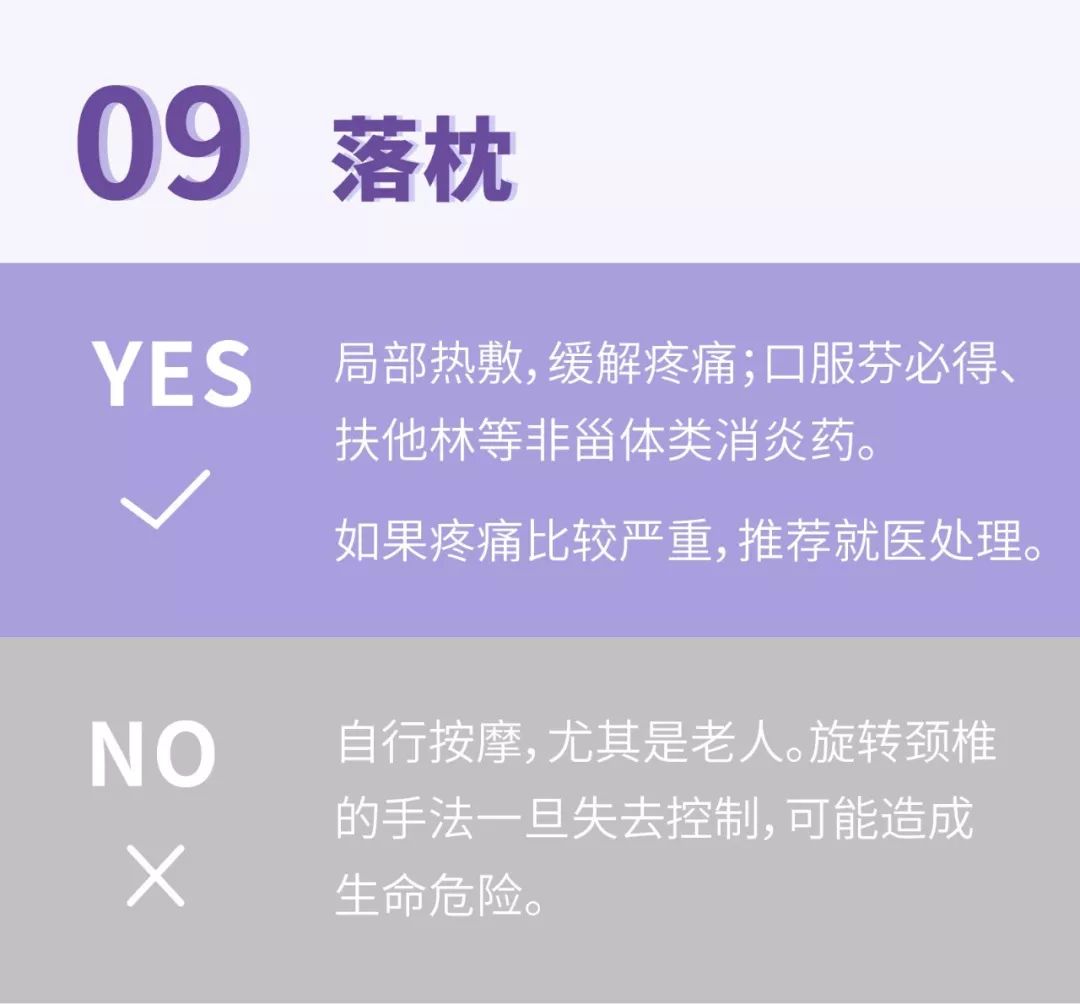 09 落枕
YES
局部热敷，缓解疼痛；口服芬必得、
扶他林等非甾体类消炎药。
如果疼痛比较严重，推荐就医处理。
NO
自行按摩，尤其是老人。旋转颈椎
的手法一旦失去控制，可能造成
生命危险。